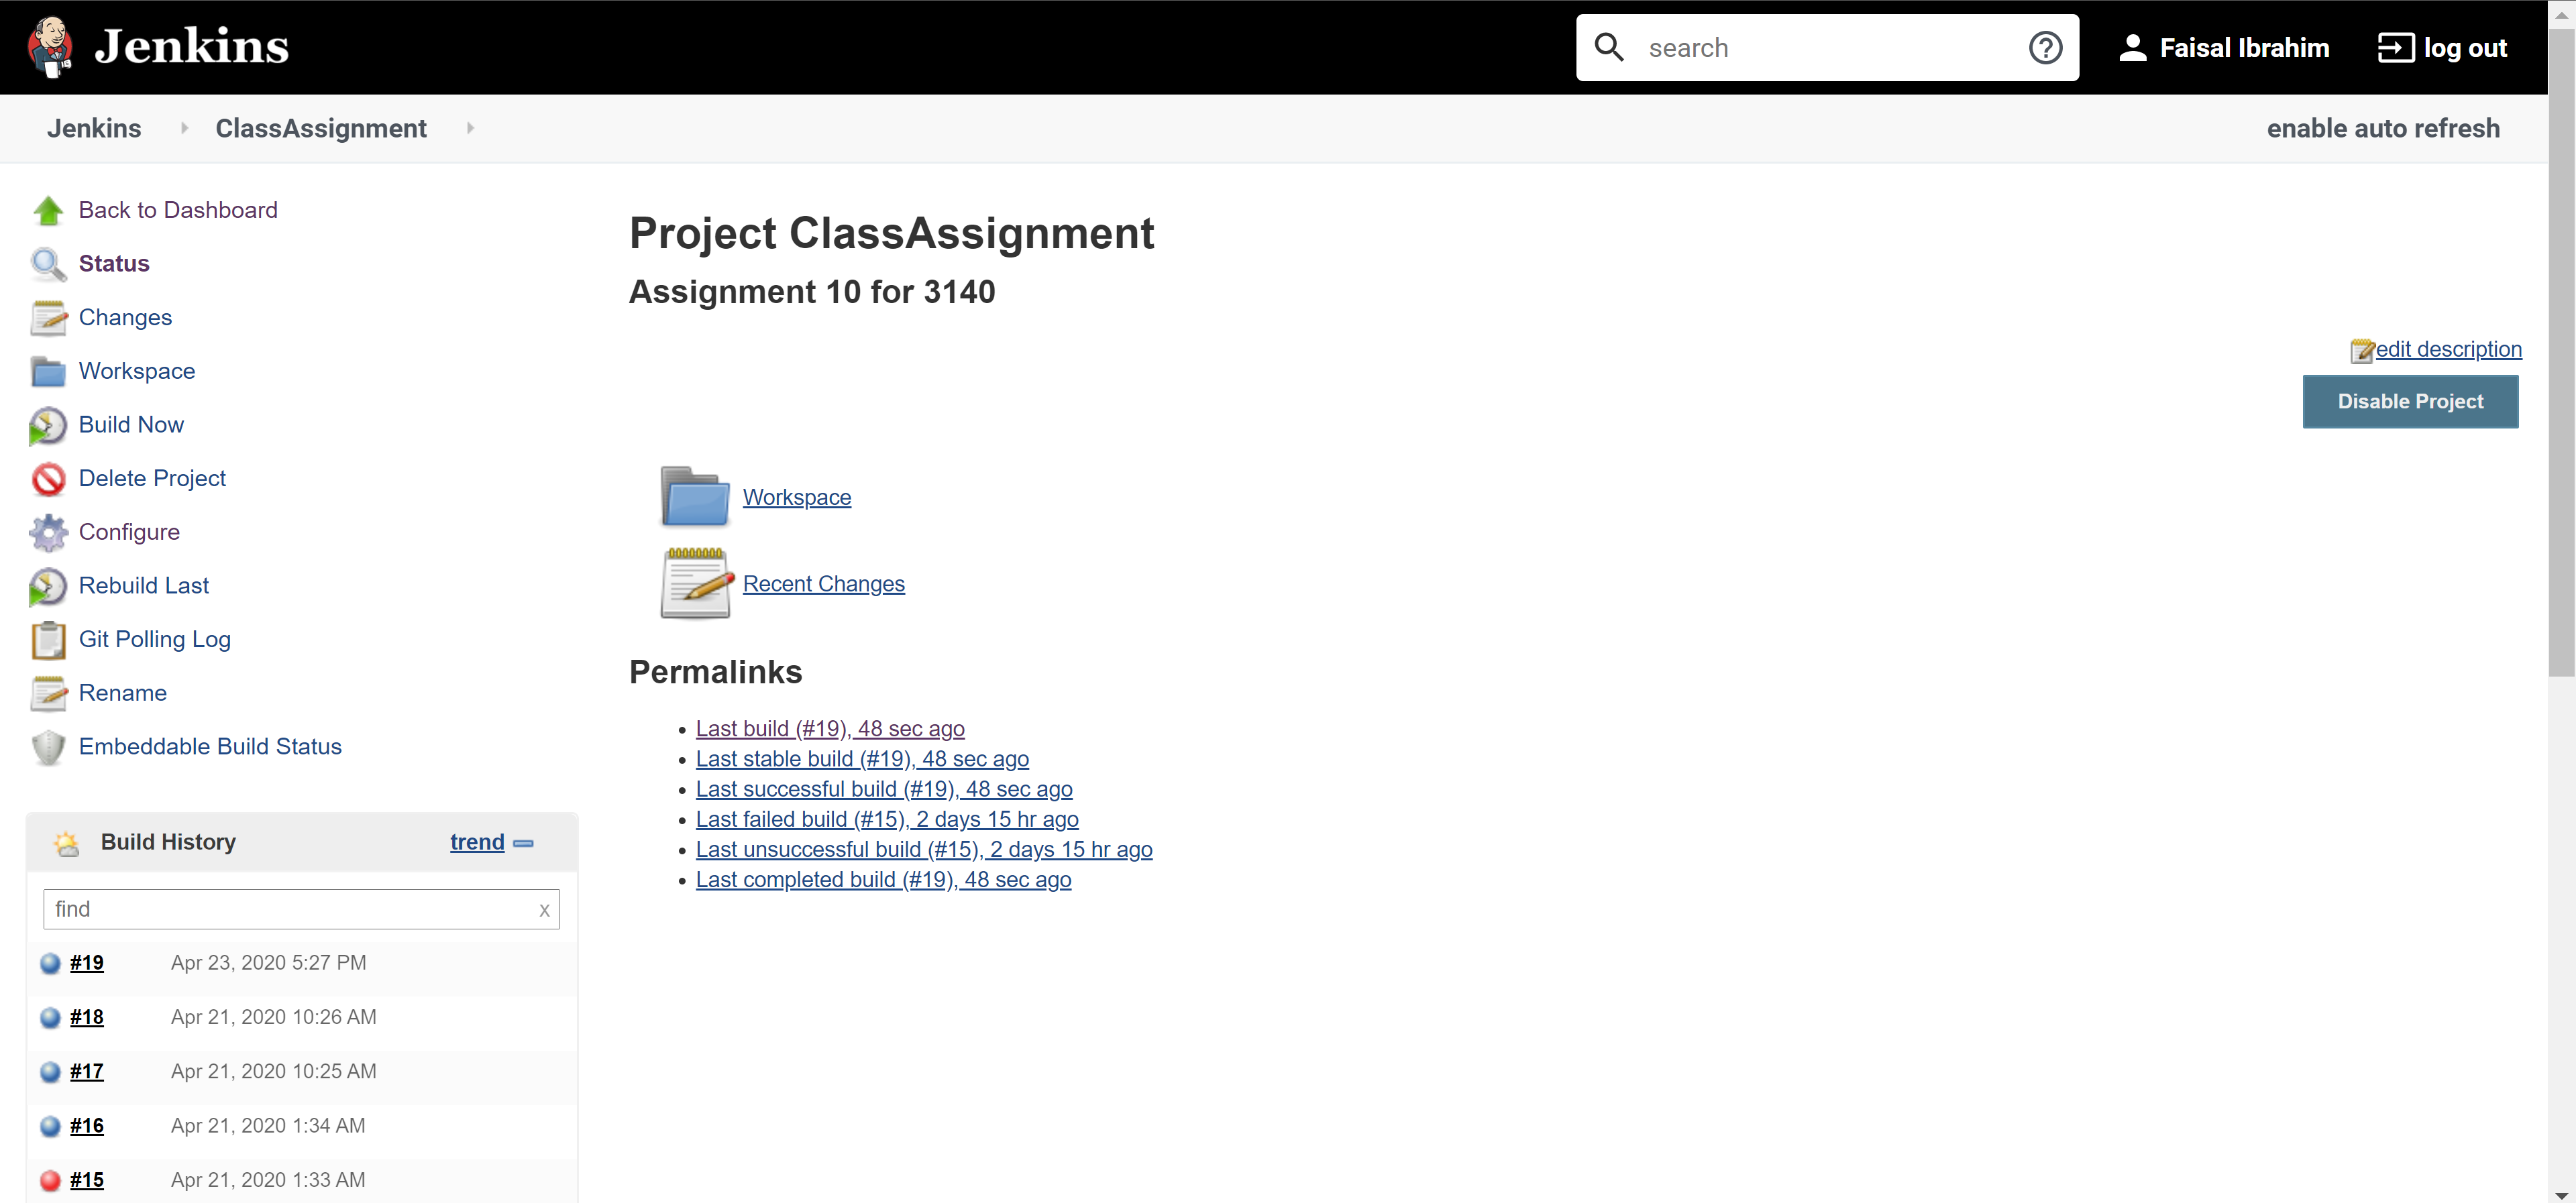 Jenkins
search
Faisal Ibrahim
log out
Jenkins
ClassAssignment
enable auto refresh
Back to Dashboard
Status
Changes
Workspace
Build Now
Delete Project
Configure
Rebuild Last
Git Polling Log
Rename
Embeddable Build Status
Project ClassAssignment
Assignment 10 for 3140
edit description
Disable Project
Workspace
Recent Changes
Permalinks
Last build (#19), 48 sec ago
Last stable build (#19), 48 sec ago
Last successful build (#19), 48 sec ago
Last failed build (#15), 2 days 15 hr ago
Last unsuccessful build (#15), 2 days 15 hr ago
Last completed build (#19), 48 sec ago
Build History trend
find x
#19 Apr 23, 2020 5:27 PM
#18 Apr 21, 2020 10:26 AM
#17 Apr 21, 2020 10:25 AM
#16 Apr 21, 2020 1:34 AM
#15 Apr 21, 2020 1:33 AM